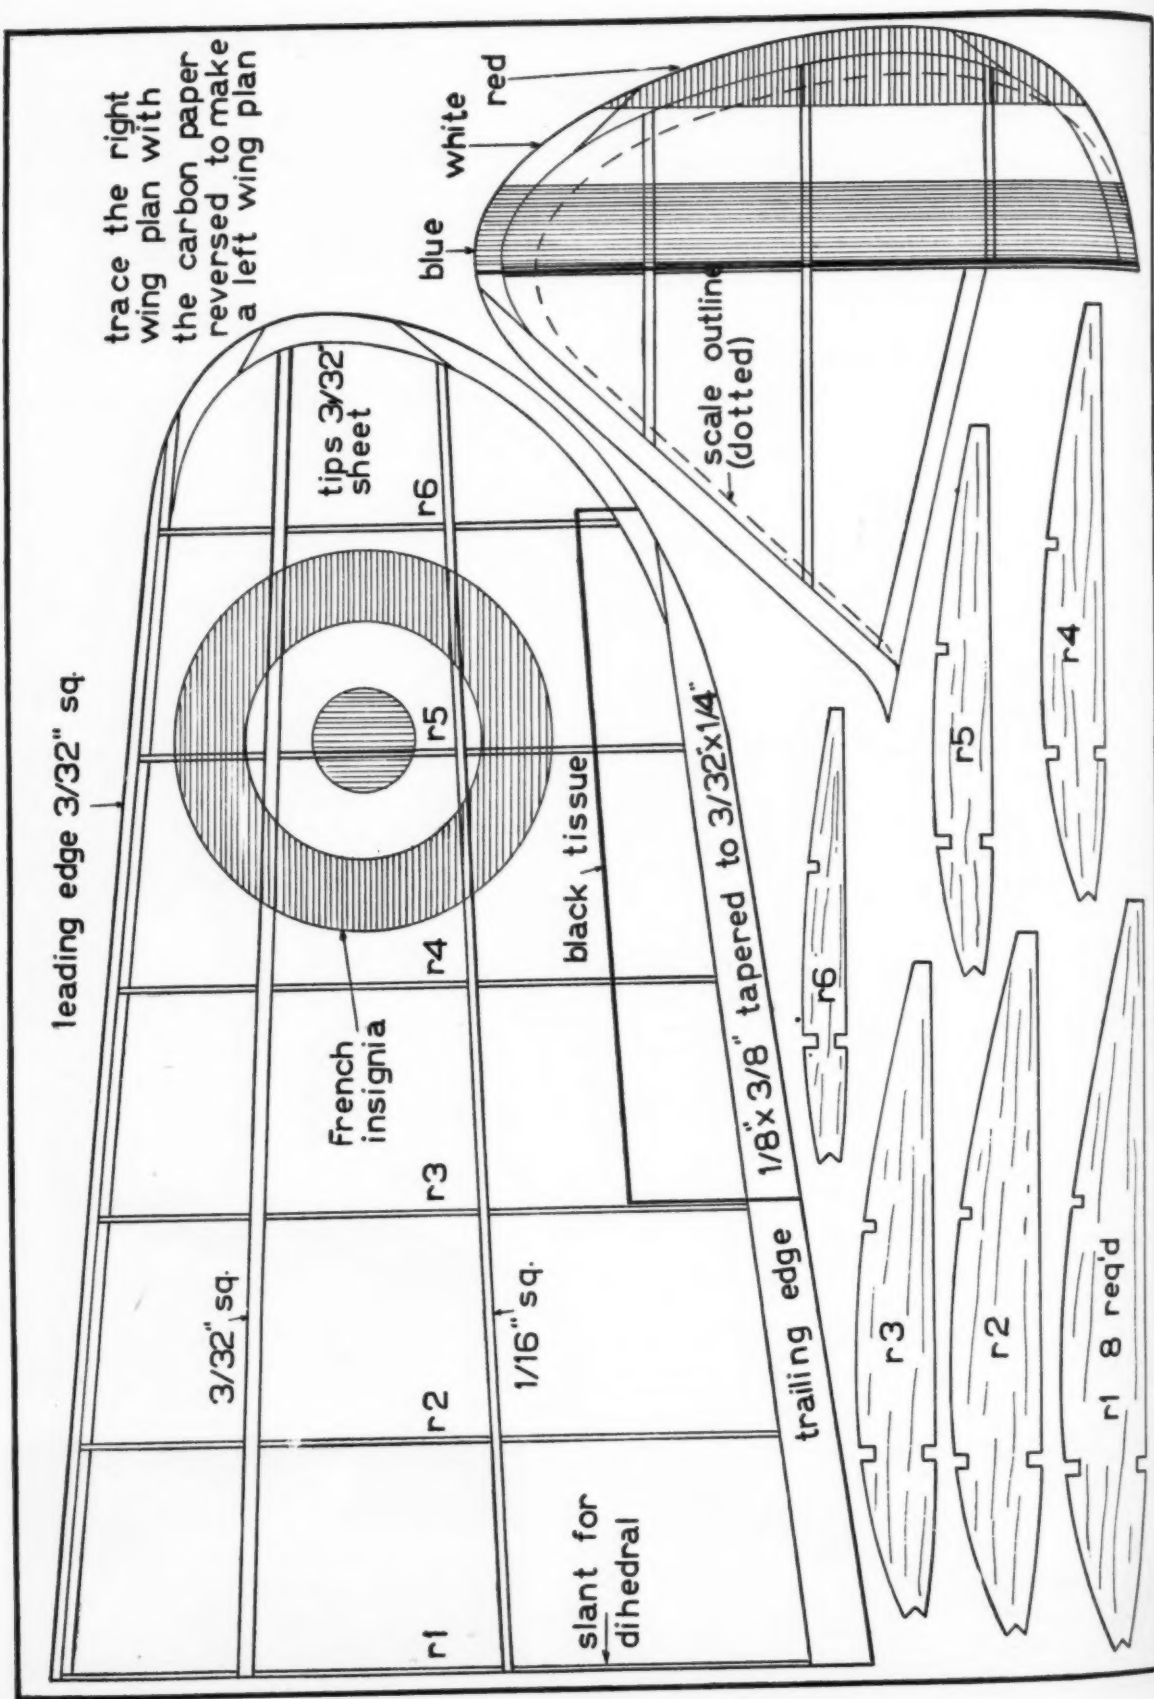 trace the right
wing plan with
the carbon paper
reversed to make
a left wing plan
leading edge 3/32" sq.
tips 3/32"
sheet
r6
r5
r4
r3
r2
r1
French
insignia
3/32" sq.
1/16" sq.
black tissue
slant for
dihedral
trailing edge
1/8"x 3/8" tapered to 3/32"x1/4"
blue
white
red
scale outline
(dotted)
r6
r5
r4
r3
r2
r1 8 req'd